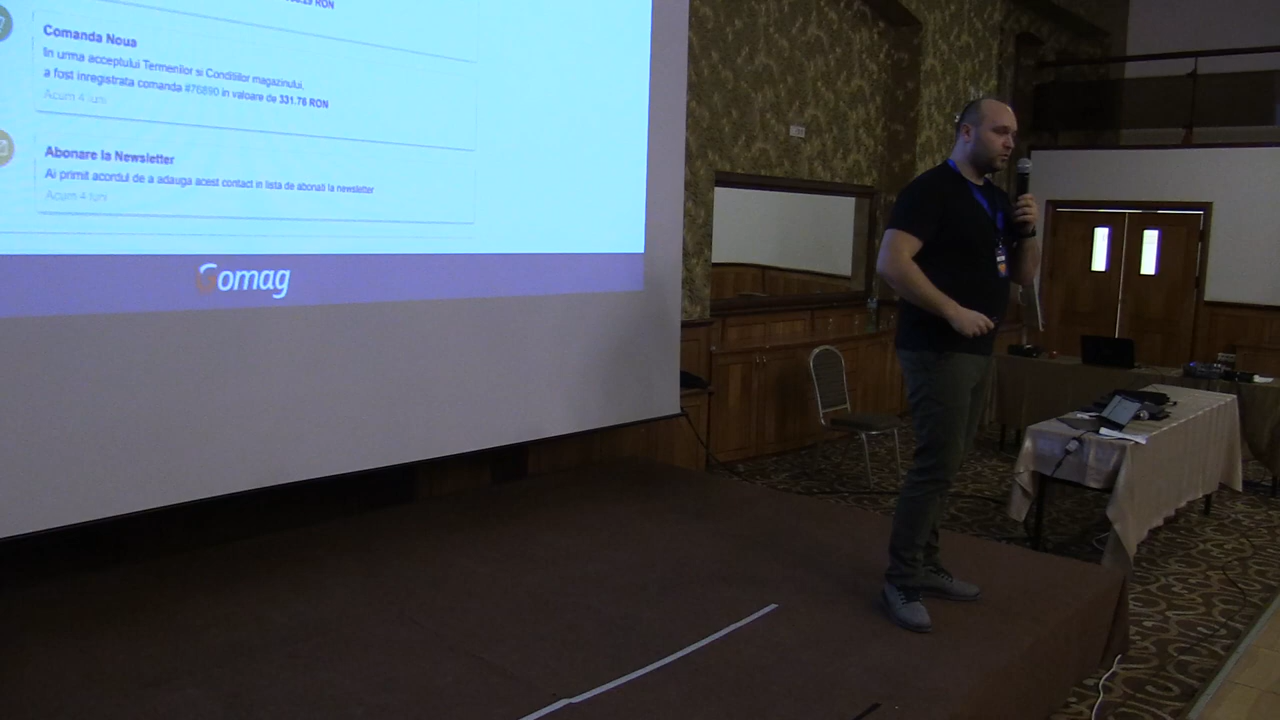 RON
Comanda Noua
In urma acceptului Termenilor si Conditiilor magazinului,
a fost inregistrata comanda #76890 in valoare de 331.76 RON
Acum 4 luni
Abonare la Newsletter
Ai primit acordul de a adauga acest contact in lista de abonati la newsletter
Acum 4 luni
Gomag